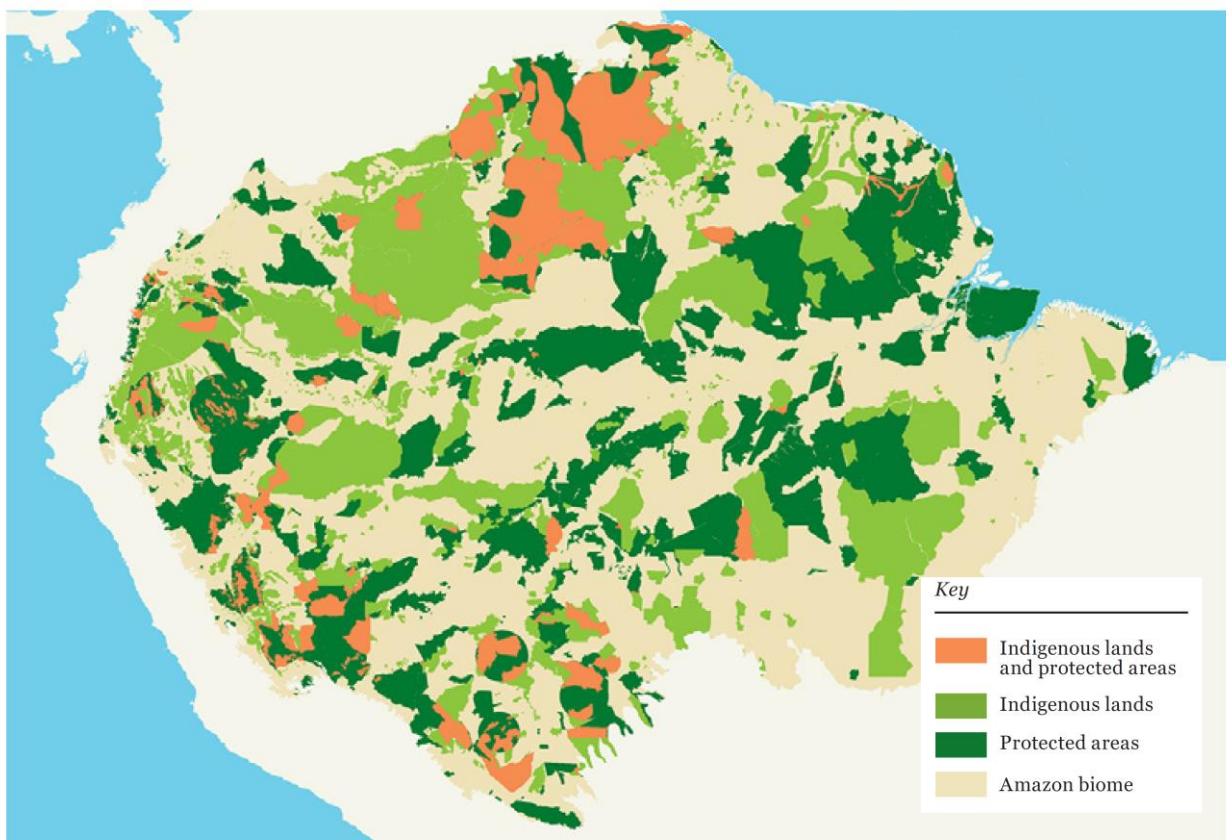 Key
Indigenous lands
and protected areas
Indigenous lands
Protected areas
Amazon biome